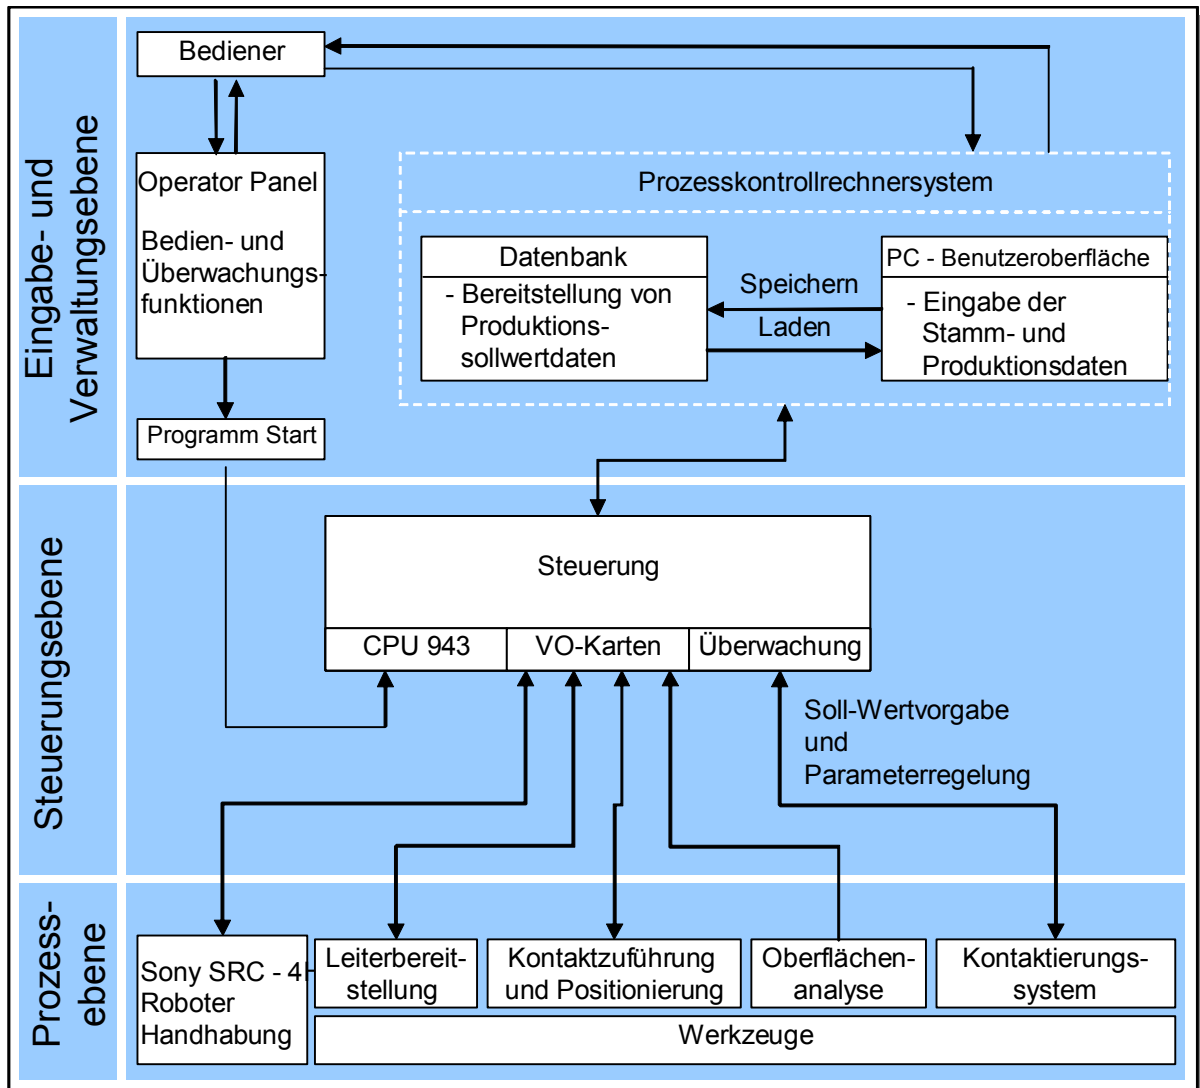 Eingabe- und
Verwaltungsebene
Bediener
Operator Panel
Bedien- und
Überwachungs-
funktionen
Programm Start
Prozesskontrollrechnersystem
Datenbank
- Bereitstellung von
Produktions-
sollwertdaten
Speichern
Laden
PC - Benutzeroberfläche
- Eingabe der
Stamm- und
Produktionsdaten
Steuerungsebene
Steuerung
CPU 943
VO-Karten
Überwachung
Soll-Wertvorgabe
und
Parameterregelung
Prozess-
ebene
Sony SRC - 4
Roboter
Handhabung
Leiterbereit-
stellung
Kontaktzuführung
und Positionierung
Oberflächen-
analyse
Kontaktierungs-
system
Werkzeuge